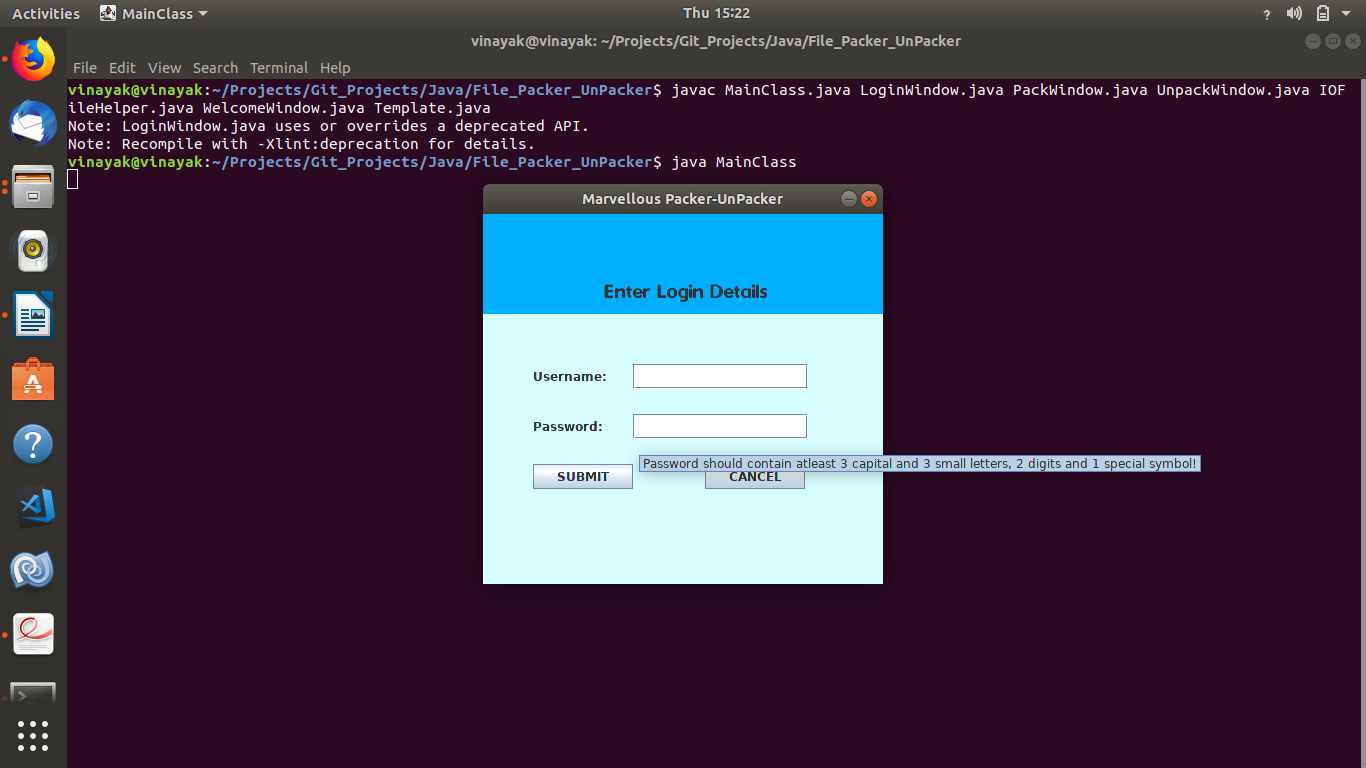 Activities MainClass Thu 15:22 ?
vinayak@vinayak: ~/Projects/Git_Projects/Java/File_Packer_UnPacker
File Edit View Search Terminal Help
vinayak@vinayak:~/Projects/Git_Projects/Java/File_Packer_UnPacker$ javac MainClass.java LoginWindow.java PackWindow.java UnpackWindow.java IOF
ileHelper.java WelcomeWindow.java Template.java
Note: LoginWindow.java uses or overrides a deprecated API.
Note: Recompile with -Xlint:deprecation for details.
vinayak@vinayak:~/Projects/Git_Projects/Java/File_Packer_UnPacker$ java MainClass
Marvellous Packer-UnPacker
Enter Login Details
Username:
Password:
Password should contain atleast 3 capital and 3 small letters, 2 digits and 1 special symbol!
SUBMIT CANCEL